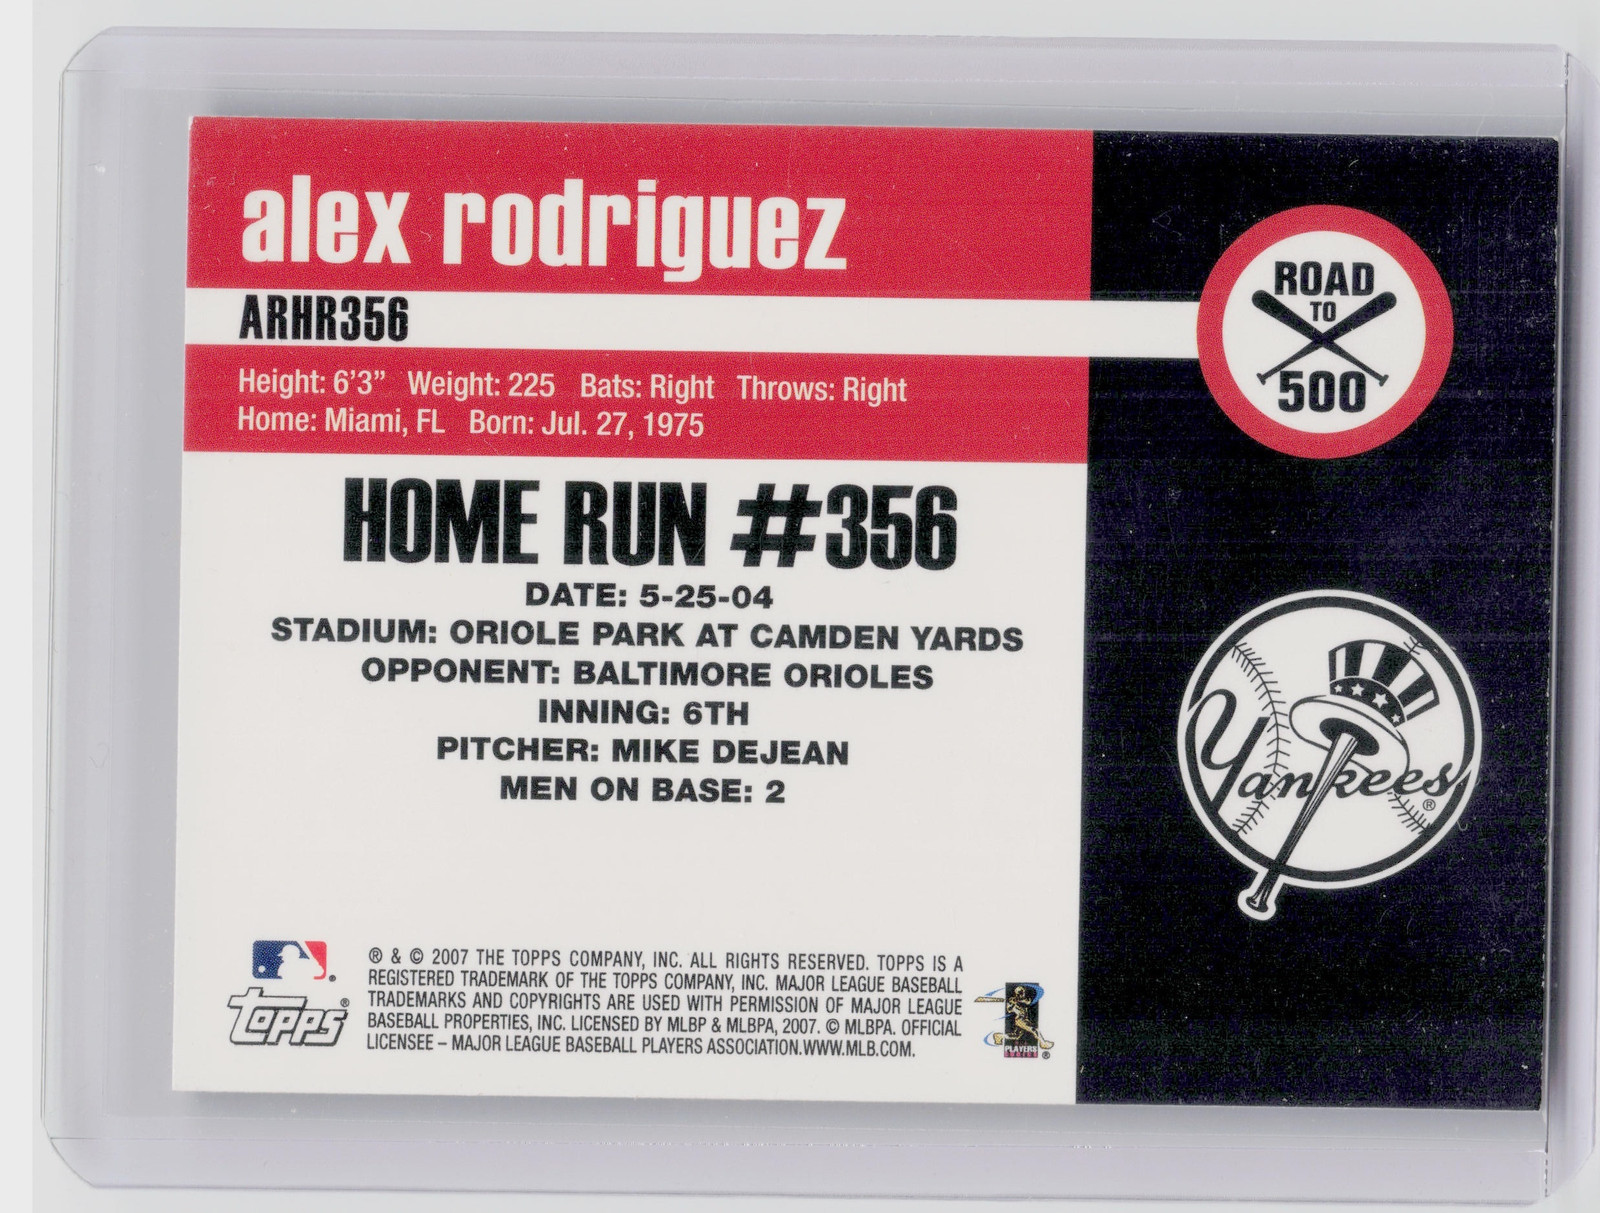 alex rodriguez
ARHR356
Height: 6'3" Weight: 225 Bats: Right Throws: Right
Home: Miami, FL Born: Jul. 27, 1975
ROAD
TO
500
HOME RUN #356
DATE: 5-25-04
STADIUM: ORIOLE PARK AT CAMDEN YARDS
OPPONENT: BALTIMORE ORIOLES
INNING: 6TH
PITCHER: MIKE DEJEAN
MEN ON BASE: 2
Yankees®
® & © 2007 THE TOPPS COMPANY, INC. ALL RIGHTS RESERVED. TOPPS IS A
REGISTERED TRADEMARK OF THE TOPPS COMPANY, INC. MAJOR LEAGUE BASEBALL
TRADEMARKS AND COPYRIGHTS ARE USED WITH PERMISSION OF MAJOR LEAGUE
BASEBALL PROPERTIES, INC. LICENSED BY MLBP & MLBPA, 2007. © MLBPA. OFFICIAL
LICENSEE – MAJOR LEAGUE BASEBALL PLAYERS ASSOCIATION.WWW.MLB.COM.
Topps®
PLAYERS